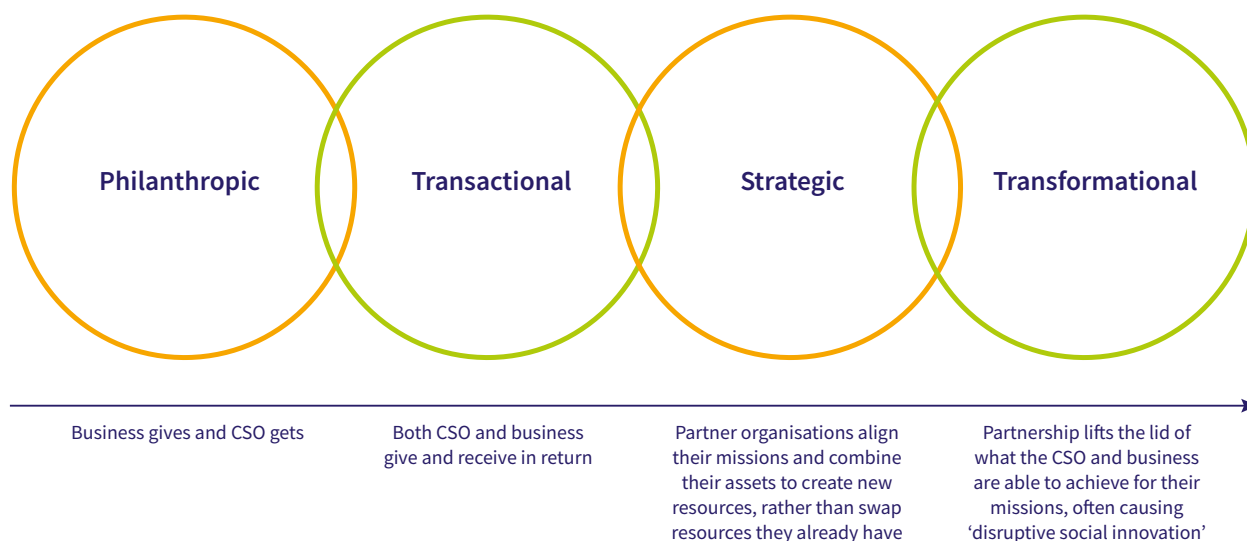 Philanthropic
Transactional
Strategic
Transformational
Business gives and CSO gets
Both CSO and business
give and receive in return
Partner organisations align
their missions and combine
their assets to create new
resources, rather than swap
resources they already have
Partnership lifts the lid of
what the CSO and business
are able to achieve for their
missions, often causing
‘disruptive social innovation’